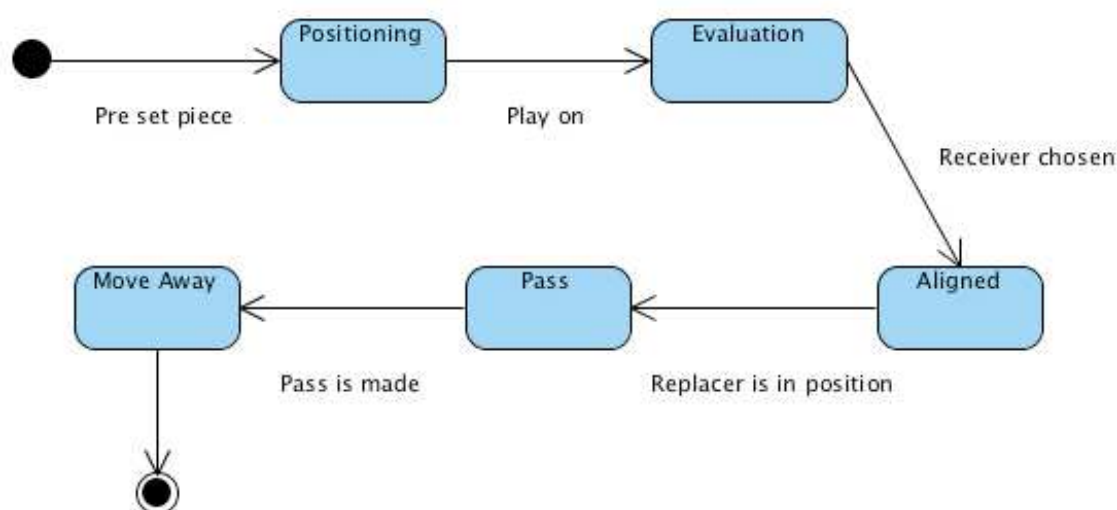 Positioning
Evaluation
Pre set piece
Play on
Receiver chosen
Move Away
Pass
Aligned
Pass is made
Replacer is in position